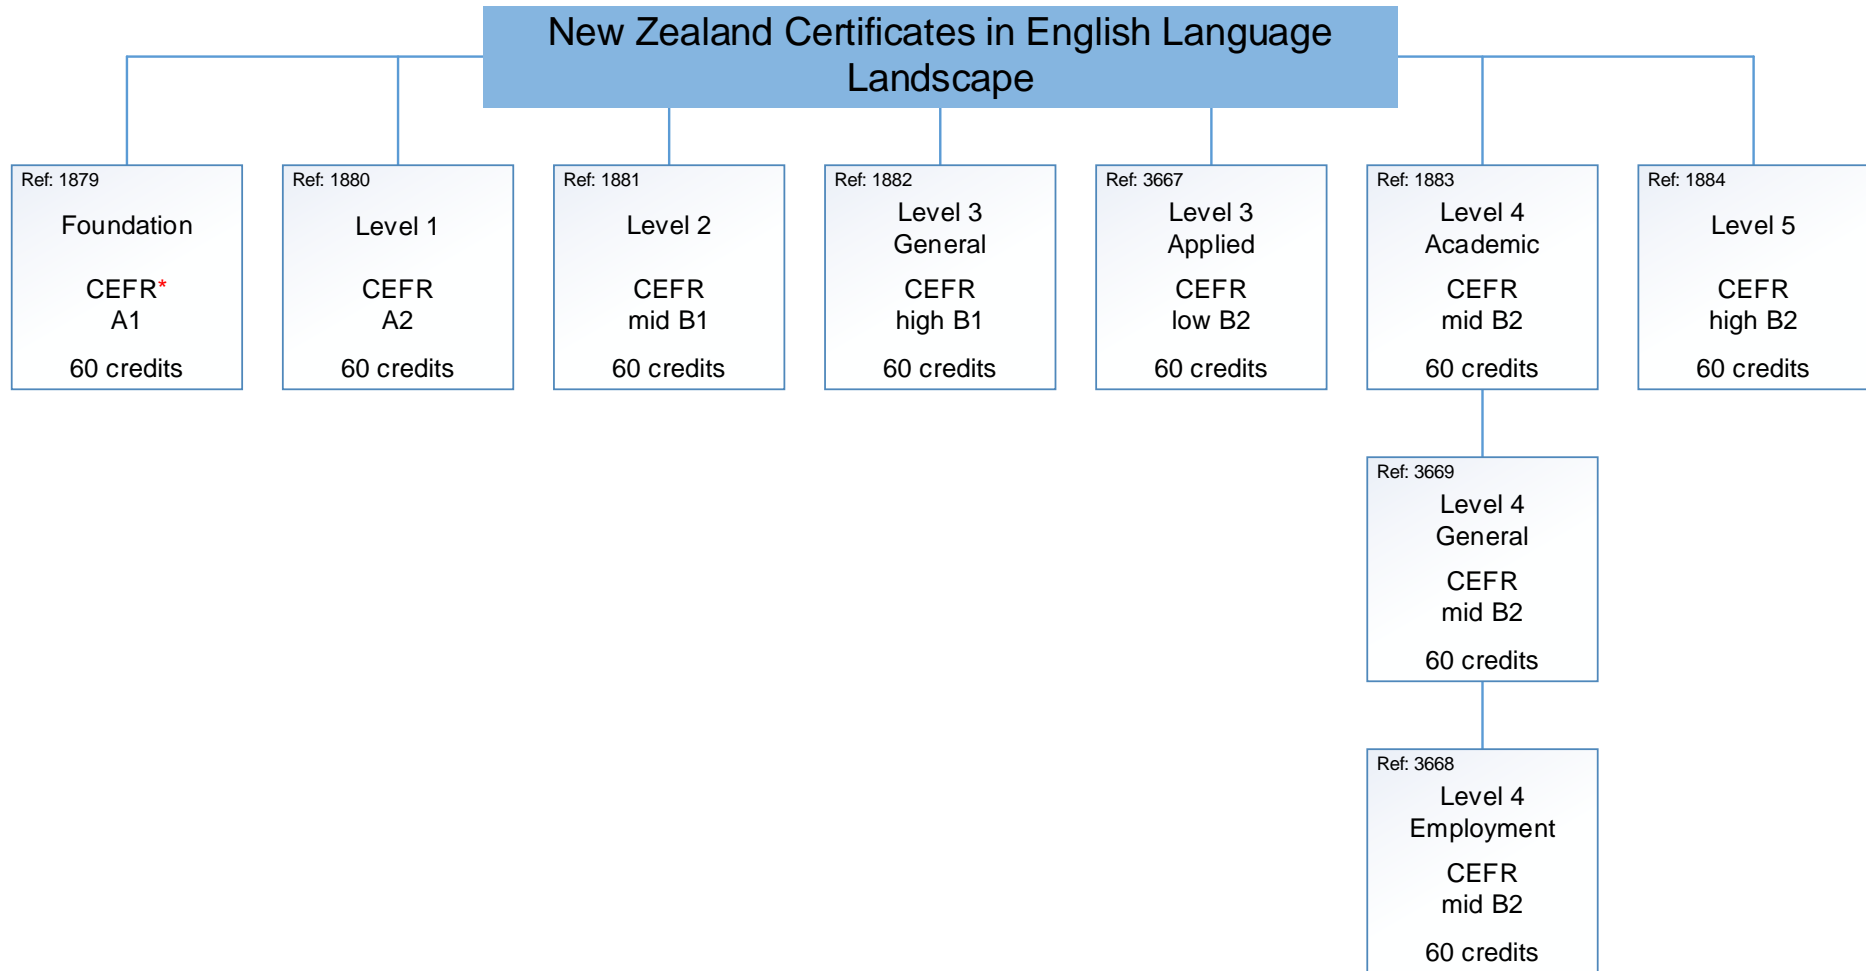 New Zealand Certificates in English Language
Landscape
Ref: 1879
Foundation
CEFR*
A1
60 credits
Ref: 1880
Level 1
CEFR
A2
60 credits
Ref: 1881
Level 2
CEFR
mid B1
60 credits
Ref: 1882
Level 3
General
CEFR
high B1
60 credits
Ref: 3667
Level 3
Applied
CEFR
low B2
60 credits
Ref: 1883
Level 4
Academic
CEFR
mid B2
60 credits
Ref: 1884
Level 5
CEFR
high B2
60 credits
Ref: 3669
Level 4
General
CEFR
mid B2
60 credits
Ref: 3668
Level 4
Employment
CEFR
mid B2
60 credits